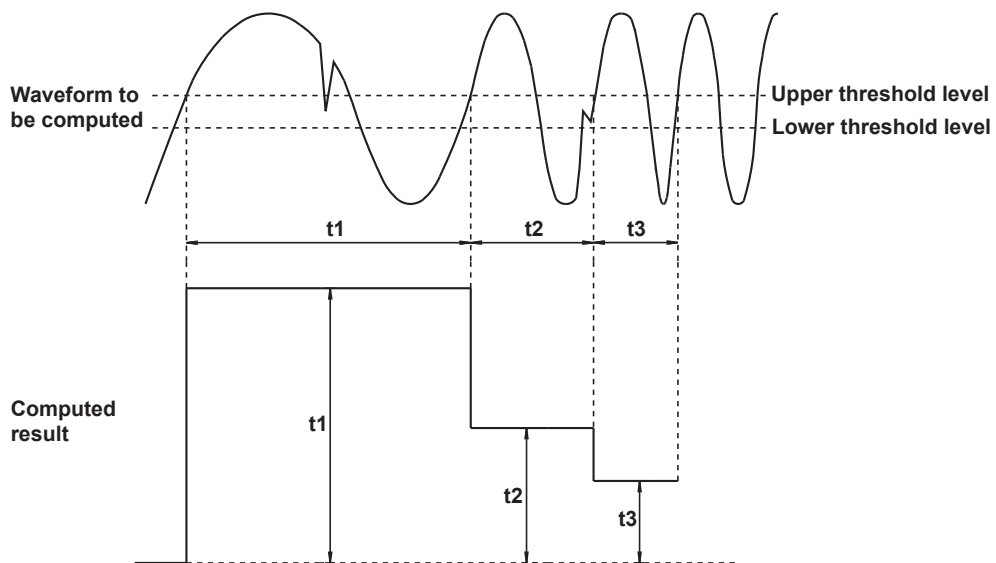 Waveform to
be computed
Upper threshold level
Lower threshold level
t1
t2
t3
Computed
result
t1
t2
t3